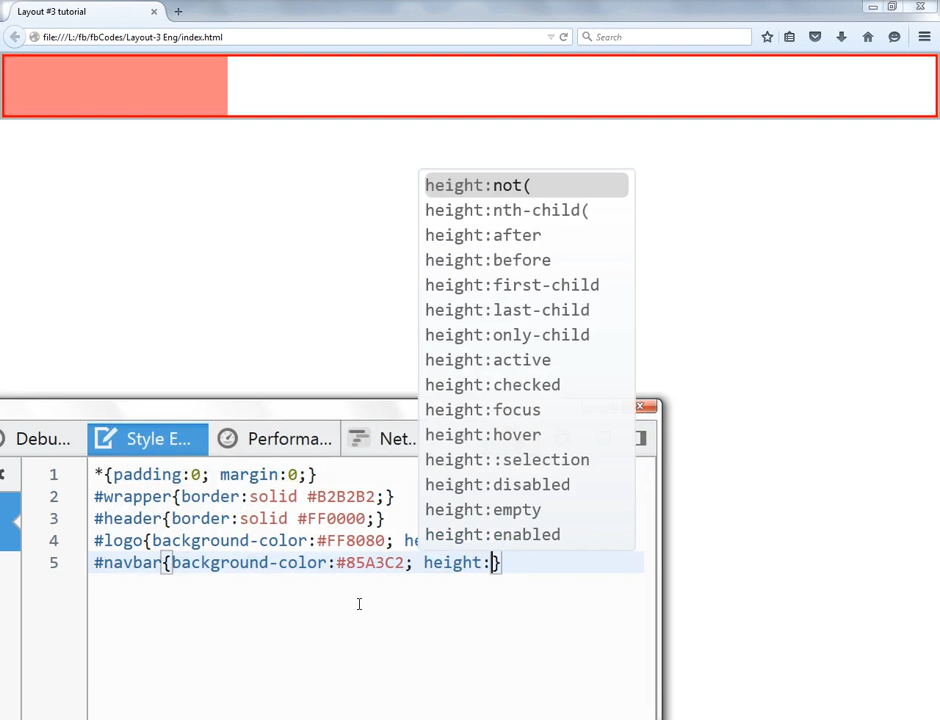 Layout #3 tutorial
file:///L:/fb/fbCodes/Layout-3 Eng/index.html
Search
height:not(
height:nth-child(
height:after
height:before
height:first-child
height:last-child
height:only-child
height:active
height:checked
height:focus
height:hover
height::selection
height:disabled
height:empty
height:enabled
Debu... Style E... Performa... Net..
1 *{padding:0; margin:0;}
2 #wrapper{border:solid #B2B2B2;}
3 #header{border:solid #FF0000;}
4 #logo{background-color:#FF8080; he
5 #navbar{background-color:#85A3C2; height:}